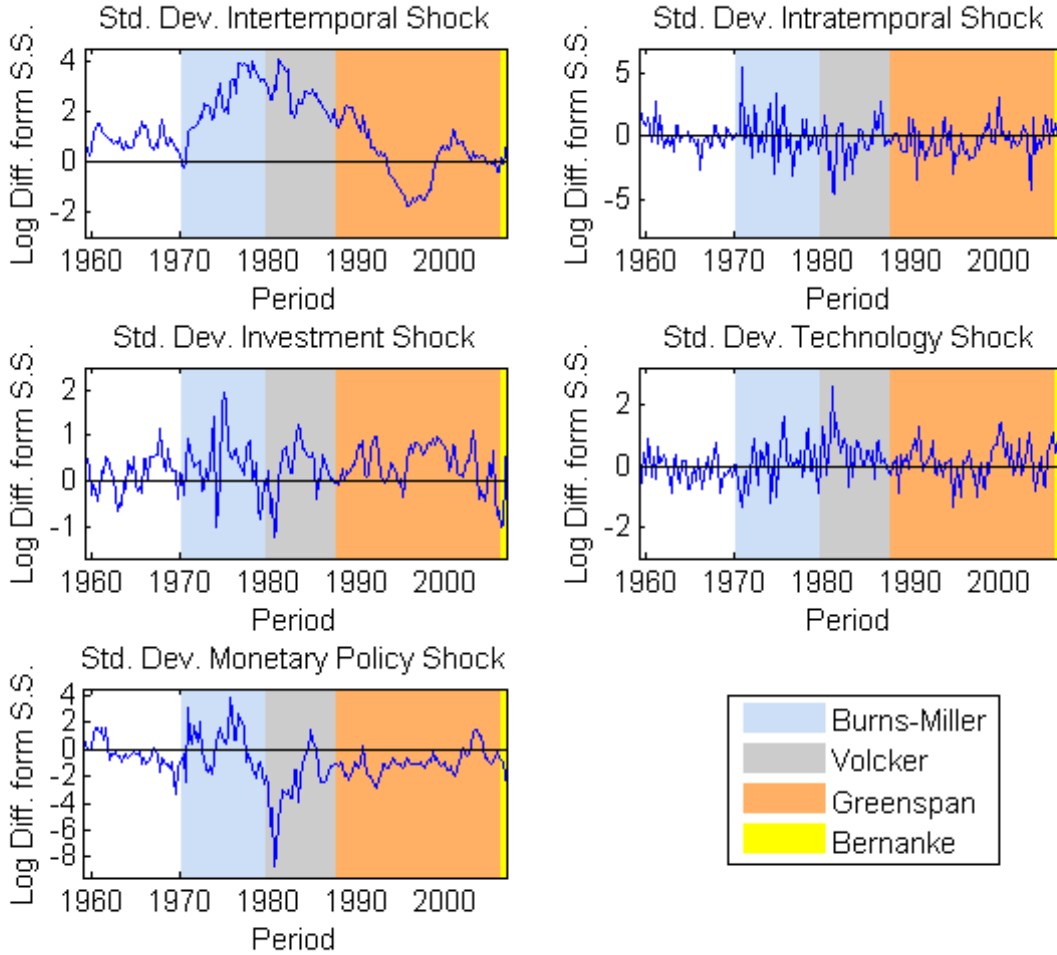 Std. Dev. Intertemporal Shock
Log Diff. form S.S.
4
2
0
-2
1960 1970 1980 1990 2000
Period
Std. Dev. Intratemporal Shock
Log Diff. form S.S.
5
0
-5
1960 1970 1980 1990 2000
Period
Std. Dev. Investment Shock
Log Diff. form S.S.
2
1
0
-1
1960 1970 1980 1990 2000
Period
Std. Dev. Technology Shock
Log Diff. form S.S.
2
0
-2
1960 1970 1980 1990 2000
Period
Std. Dev. Monetary Policy Shock
Log Diff. form S.S.
4
2
0
-2
-4
-6
-8
1960 1970 1980 1990 2000
Period
Burns-Miller
Volcker
Greenspan
Bernanke